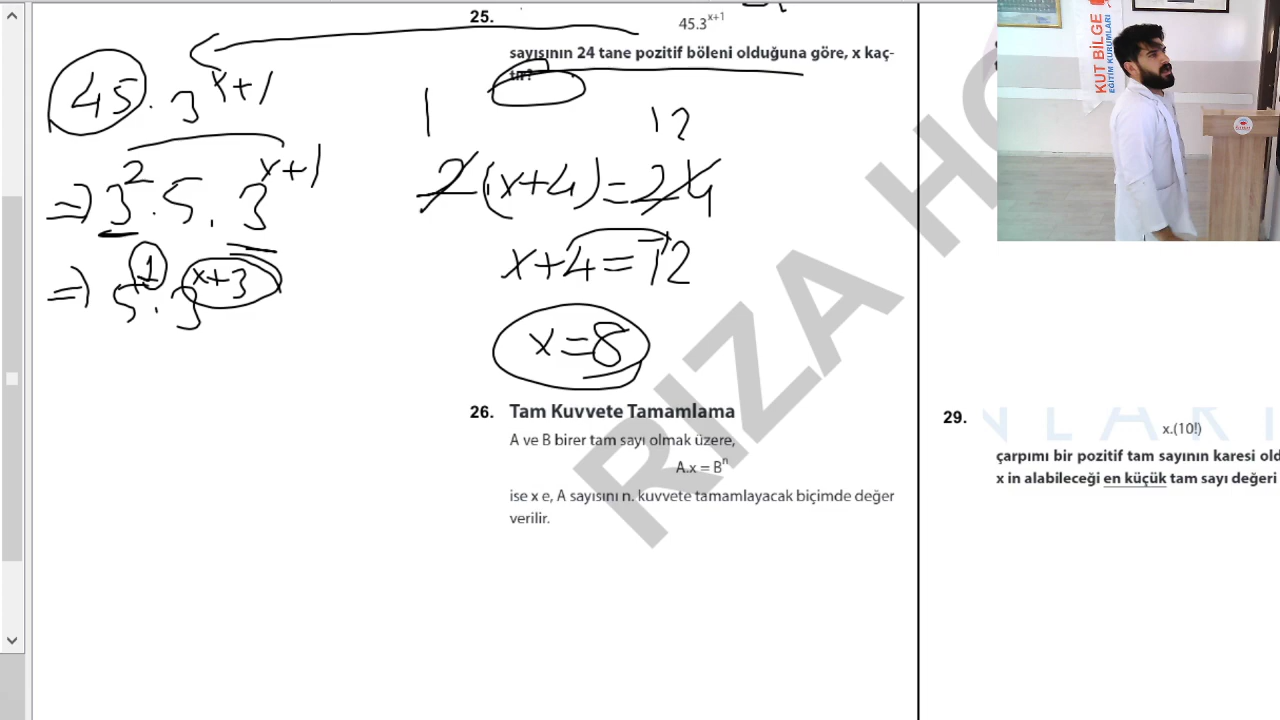 25.
45.3^x+1
sayısının 24 tane pozitif böleni olduğuna göre, x kaç-
tır?
45.3^x+1
⇒ 3^2.5.3^x+1
⇒ 5^1.3^x+3
1 12
2(x+4)=24
x+4=12
x=8
26. Tam Kuvvete Tamamlama
A ve B birer tam sayı olmak üzere,
A.x = B^n
ise x e, A sayısını n. kuvvete tamamlayacak biçimde değer
verilir.
29.
x.(10!)
çarpımı bir pozitif tam sayının karesi old
x in alabileceği en küçük tam sayı değeri
RIZA HO
KUT BİLGE
EĞİTİM KURUMLARI